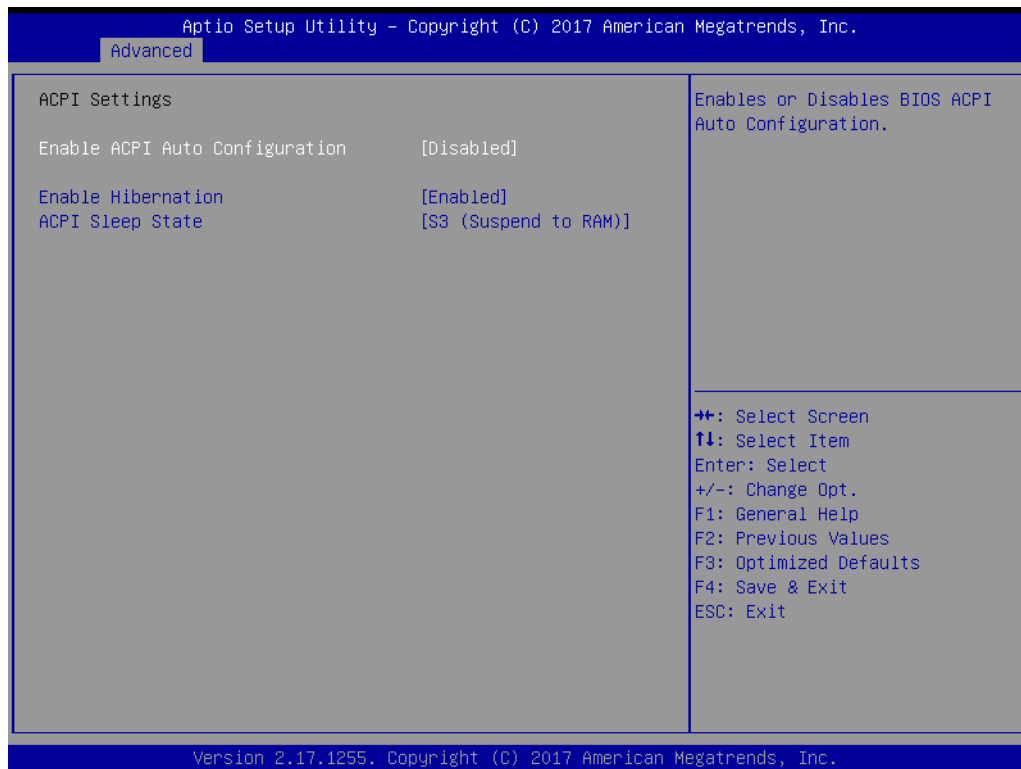 Aptio Setup Utility – Copyright (C) 2017 American Megatrends, Inc.
Advanced
ACPI Settings
Enable ACPI Auto Configuration [Disabled]
Enable Hibernation [Enabled]
ACPI Sleep State [S3 (Suspend to RAM)]
Enables or Disables BIOS ACPI
Auto Configuration.
→←: Select Screen
↑↓: Select Item
Enter: Select
+/-: Change Opt.
F1: General Help
F2: Previous Values
F3: Optimized Defaults
F4: Save & Exit
ESC: Exit
Version 2.17.1255. Copyright (C) 2017 American Megatrends, Inc.